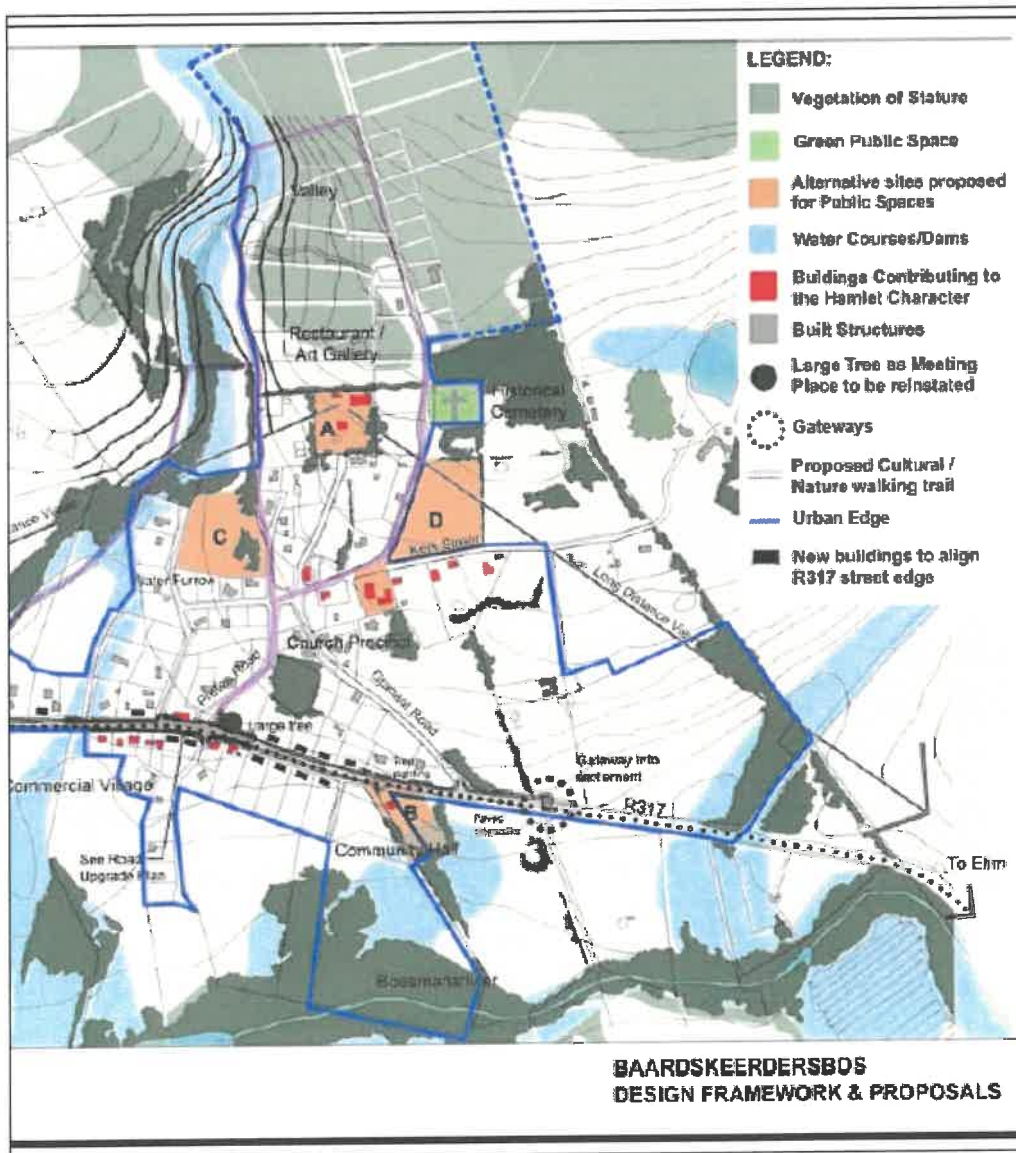 LEGEND:
Vegetation of Stature
Green Public Space
Alternative sites proposed
for Public Spaces
Water Courses/Dams
Buildings Contributing to
the Hamlet Character
Built Structures
Large Tree as Meeting
Place to be reinstated
Gateways
Proposed Cultural /
Nature walking trail
Urban Edge
New buildings to align
R317 street edge
Valley
Restaurant /
Art Gallery
Historical
Cemetery
A
C
D
Kerk Street
Water Furrow
Long Distance View
Church Precinct
Large tree
Gateway into
settlement
R317
Commercial Village
B
Community Hall
See Road
Upgrade Plan
3
To Elim
Boesmansrivier
BAARDSKEERDERSBOS
DESIGN FRAMEWORK & PROPOSALS